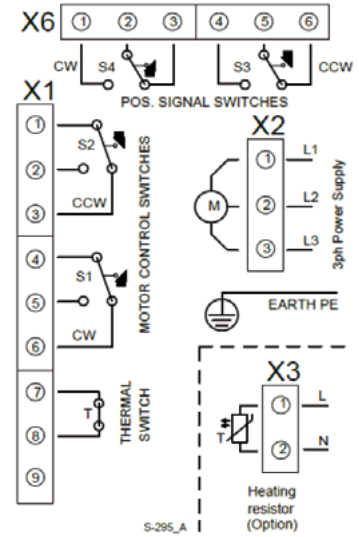 X6 1 2 3 4 5 6
CW S4 S3 CCW
POS. SIGNAL SWITCHES
X1
1
S2
2
CCW
3
4
S1
5
CW
6
MOTOR CONTROL SWITCHES
7
T
8
9
THERMAL
SWITCH
X2
1 L1
M 2 L2
3 L3
3ph Power Supply
EARTH PE
X3
1 L
T
2 N
Heating
resistor
(Option)
S-295_A